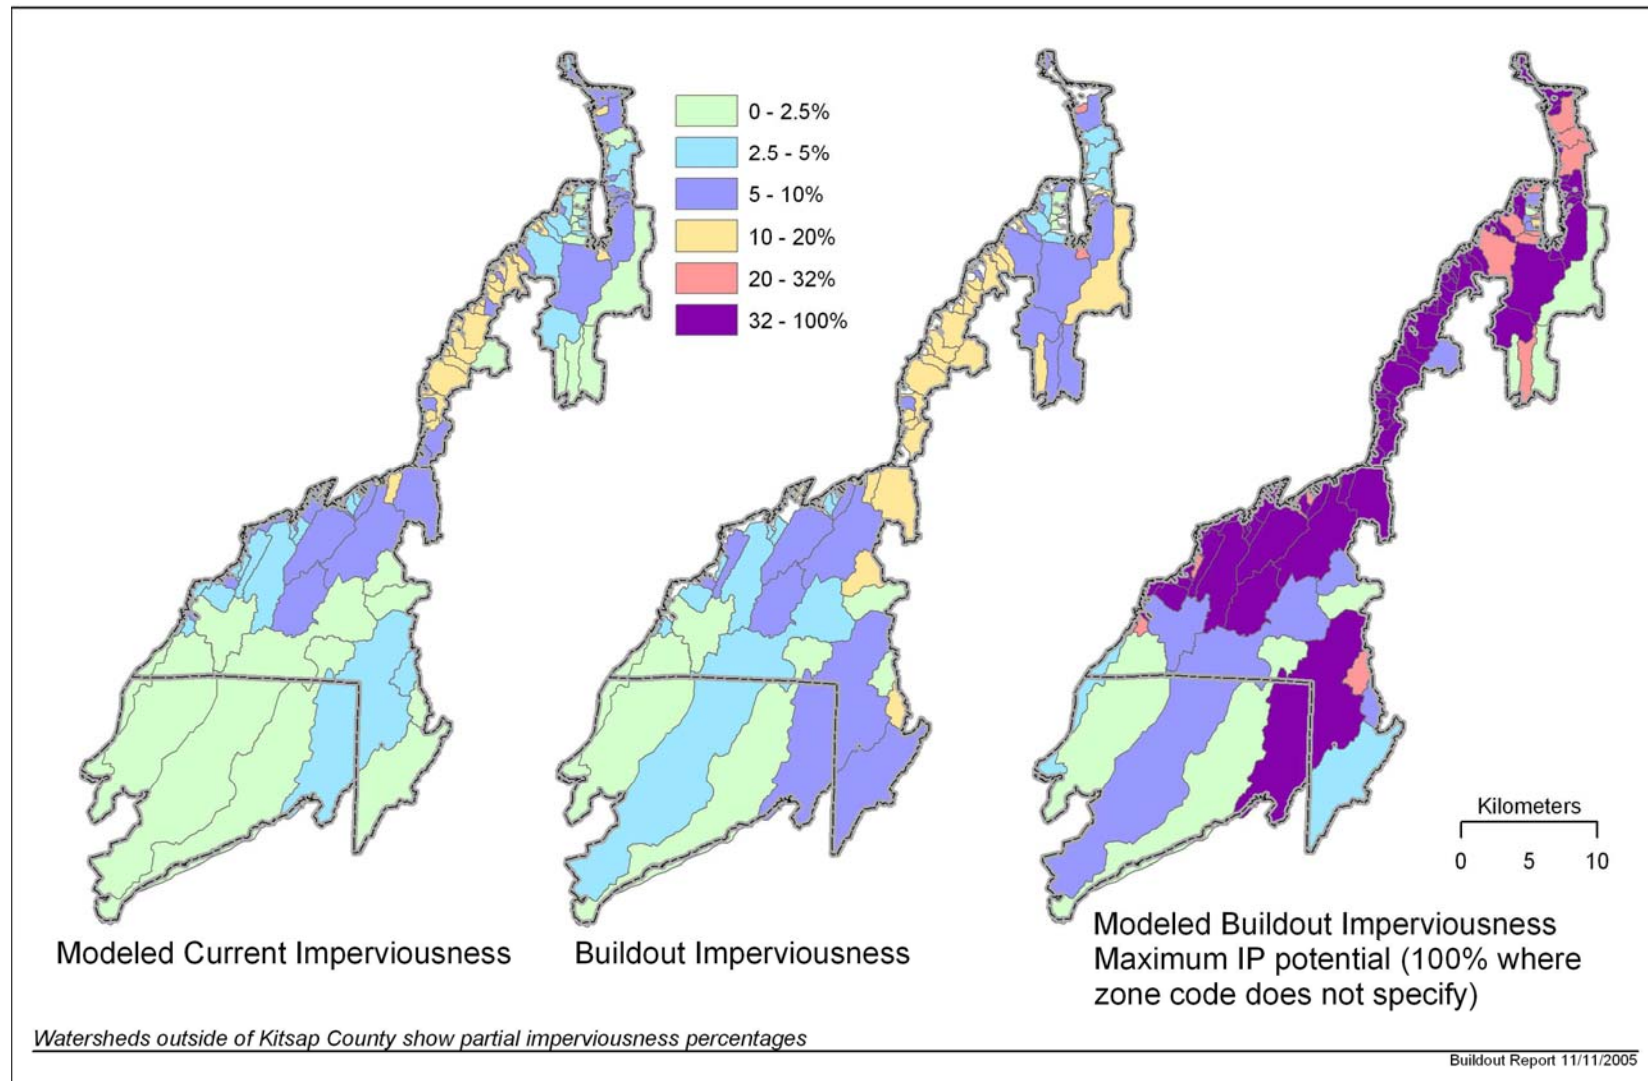 0 - 2.5%
2.5 - 5%
5 - 10%
10 - 20%
20 - 32%
32 - 100%
Kilometers
0 5 10
Modeled Current Imperviousness
Buildout Imperviousness
Modeled Buildout Imperviousness
Maximum IP potential (100% where
zone code does not specify)
Watersheds outside of Kitsap County show partial imperviousness percentages
Buildout Report 11/11/2005